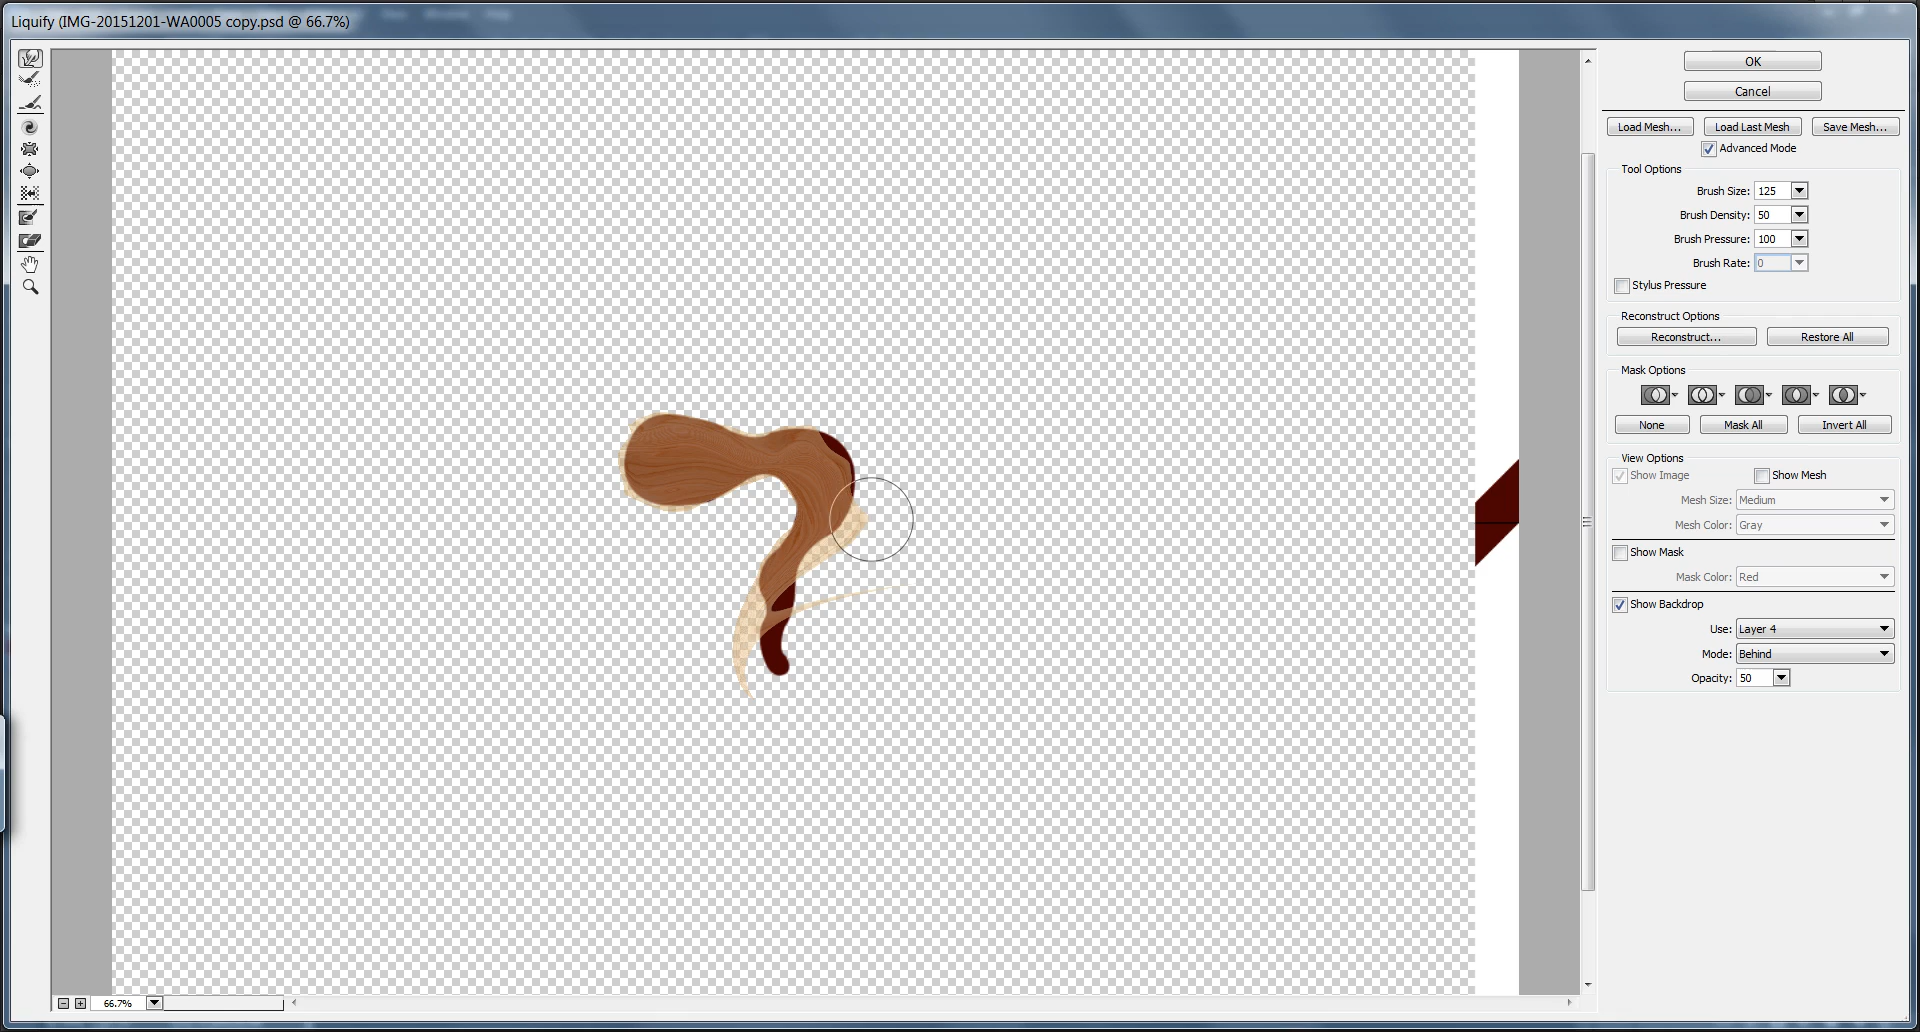 Liquify (IMG-20151201-WA0005 copy.psd @ 66.7%)
OK
Cancel
Load Mesh... Load Last Mesh Save Mesh...
Advanced Mode
Tool Options
Brush Size: 125
Brush Density: 50
Brush Pressure: 100
Brush Rate: 0
Stylus Pressure
Reconstruct Options
Reconstruct... Restore All
Mask Options
None Mask All Invert All
View Options
Show Image Show Mesh
Mesh Size: Medium
Mesh Color: Gray
Show Mask
Mask Color: Red
Show Backdrop
Use: Layer 4
Mode: Behind
Opacity: 50
66.7%